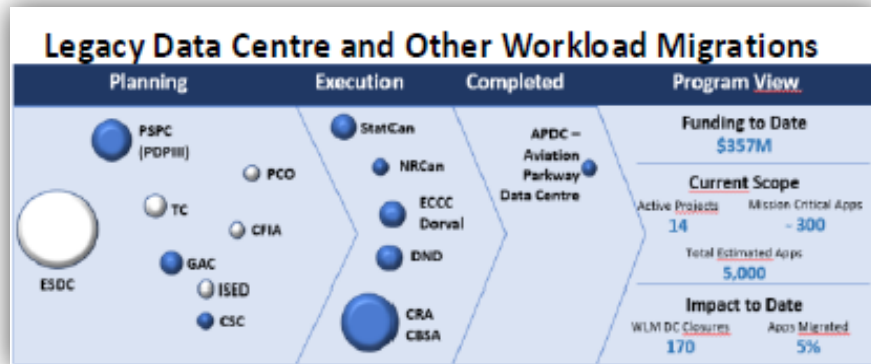 Legacy Data Centre and Other Workload Migrations
Planning
Execution
Completed
Program View
PSPC
(PDPIII)
PCO
TC
CFIA
ESDC
GAC
ISED
CSC
StatCan
NRCan
ECCC
Dorval
DND
CRA
CBSA
APDC –
Aviation
Parkway
Data Centre
Funding to Date
$357M
Current Scope
Active Projects
Mission Critical Apps
14
~ 300
Total Estimated Apps
5,000
Impact to Date
WLM DC Closures
Apps Migrated
170
5%